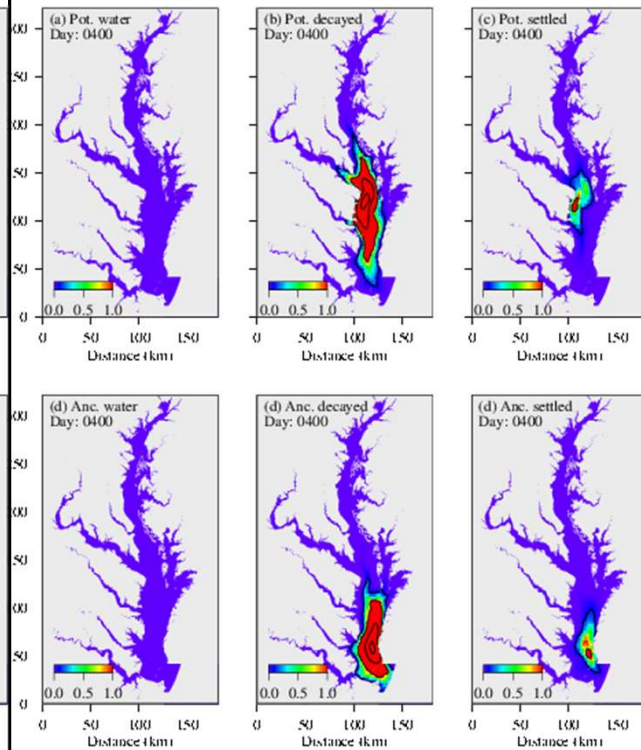 (a) Pot. water
Day: 0400
(b) Pot. decayed
Day: 0400
(c) Pot. settled
Day: 0400
50
0
0.0 0.5 1.0
0.0 0.5 1.0
0.0 0.5 1.0
0 50 100 150
0 50 100 150
0 50 100 150
Distance (km)
Distance (km)
Distance (km)
(d) Anc. water
Day: 0400
(d) Anc. decayed
Day: 0400
(d) Anc. settled
Day: 0400
50
0
0.0 0.5 1.0
0.0 0.5 1.0
0.0 0.5 1.0
0 50 100 150
0 50 100 150
0 50 100 150
Distance (km)
Distance (km)
Distance (km)